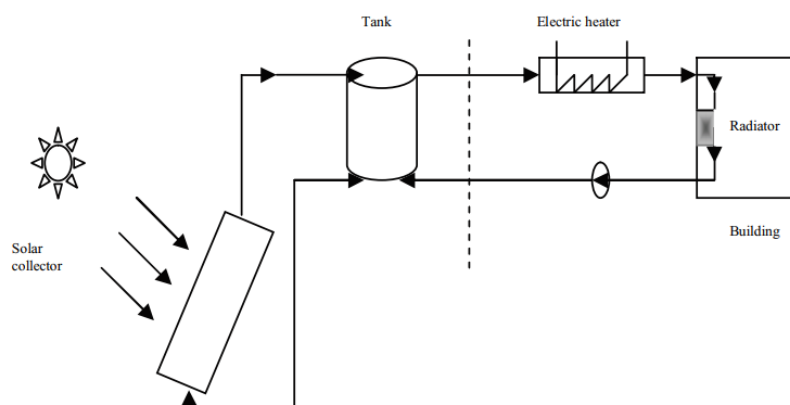 Tank
Electric heater
Radiator
Building
Solar
collector